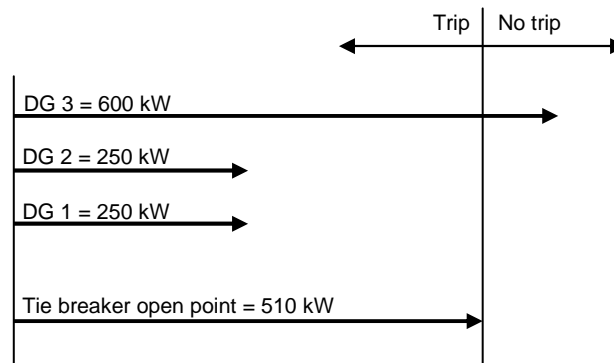 Trip No trip
DG 3 = 600 kW
DG 2 = 250 kW
DG 1 = 250 kW
Tie breaker open point = 510 kW